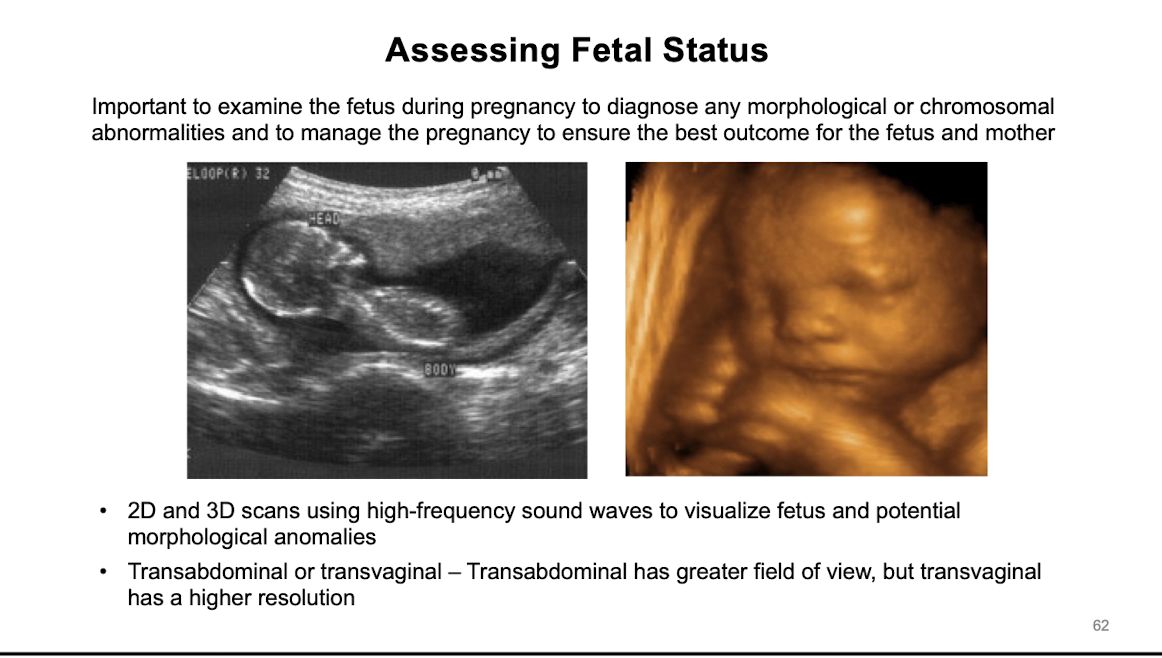 Assessing Fetal Status
Important to examine the fetus during pregnancy to diagnose any morphological or chromosomal
abnormalities and to manage the pregnancy to ensure the best outcome for the fetus and mother
ELOOP(R) 32
HEAD
BODY
• 2D and 3D scans using high-frequency sound waves to visualize fetus and potential
morphological anomalies
• Transabdominal or transvaginal – Transabdominal has greater field of view, but transvaginal
has a higher resolution
62